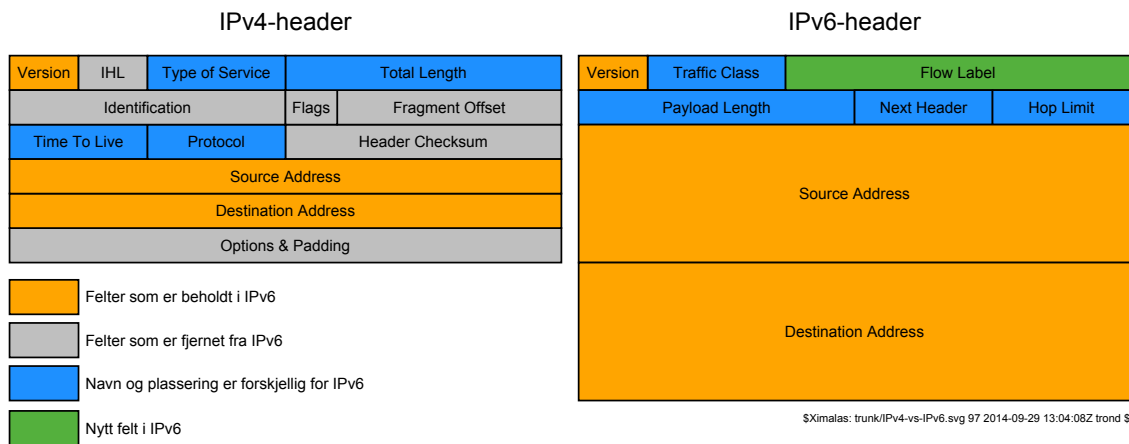 IPv4-header
Version IHL Type of Service Total Length
Identification Flags Fragment Offset
Time To Live Protocol Header Checksum
Source Address
Destination Address
Options & Padding
Felter som er beholdt i IPv6
Felter som er fjernet fra IPv6
Navn og plassering er forskjellig for IPv6
Nytt felt i IPv6
IPv6-header
Version Traffic Class Flow Label
Payload Length Next Header Hop Limit
Source Address
Destination Address
$Ximalas: trunk/IPv4-vs-IPv6.svg 97 2014-09-29 13:04:08Z trond $